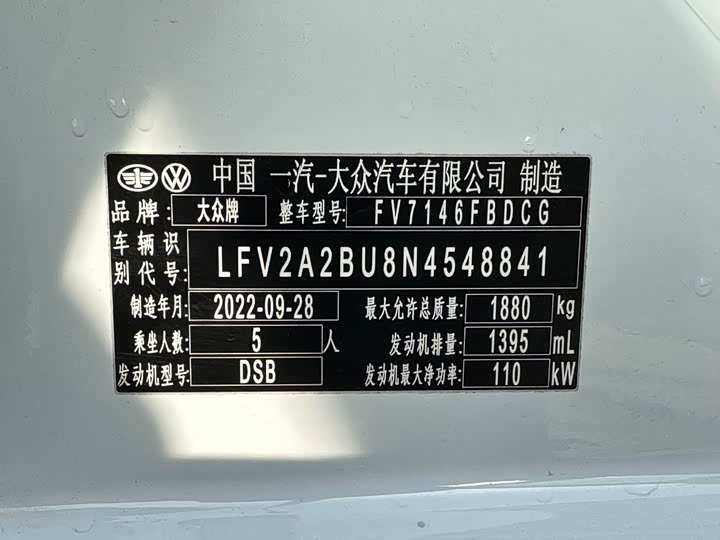 中国 一汽-大众汽车有限公司 制造
品牌: 大众牌 整车型号: FV7146FBDCG
车辆识别代号: LFV2A2BU8N4548841
制造年月: 2022-09-28 最大允许总质量: 1880 kg
乘坐人数: 5 人 发动机排量: 1395 mL
发动机型号: DSB 发动机最大净功率: 110 kW